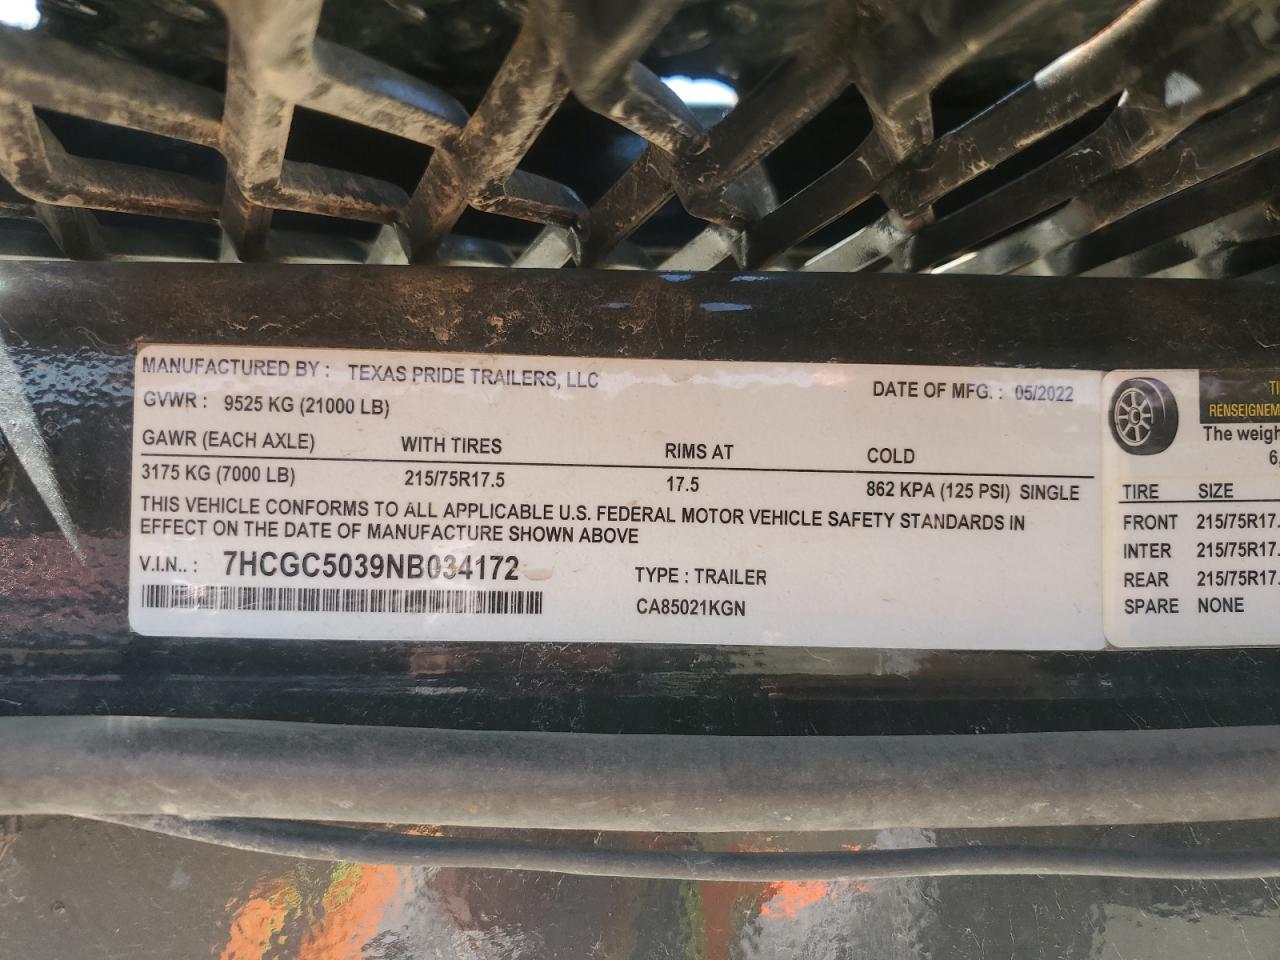 MANUFACTURED BY : TEXAS PRIDE TRAILERS, LLC DATE OF MFG. : 05/2022
GVWR : 9525 KG (21000 LB)
GAWR (EACH AXLE) WITH TIRES RIMS AT COLD
3175 KG (7000 LB) 215/75R17.5 17.5 862 KPA (125 PSI) SINGLE
THIS VEHICLE CONFORMS TO ALL APPLICABLE U.S. FEDERAL MOTOR VEHICLE SAFETY STANDARDS IN
EFFECT ON THE DATE OF MANUFACTURE SHOWN ABOVE
V.I.N.. : 7HCGC5039NB034172 TYPE : TRAILER
CA85021KGN
TI
RENSEIGNEM
The weigh
6,
TIRE SIZE
FRONT 215/75R17.
INTER 215/75R17.
REAR 215/75R17.
SPARE NONE